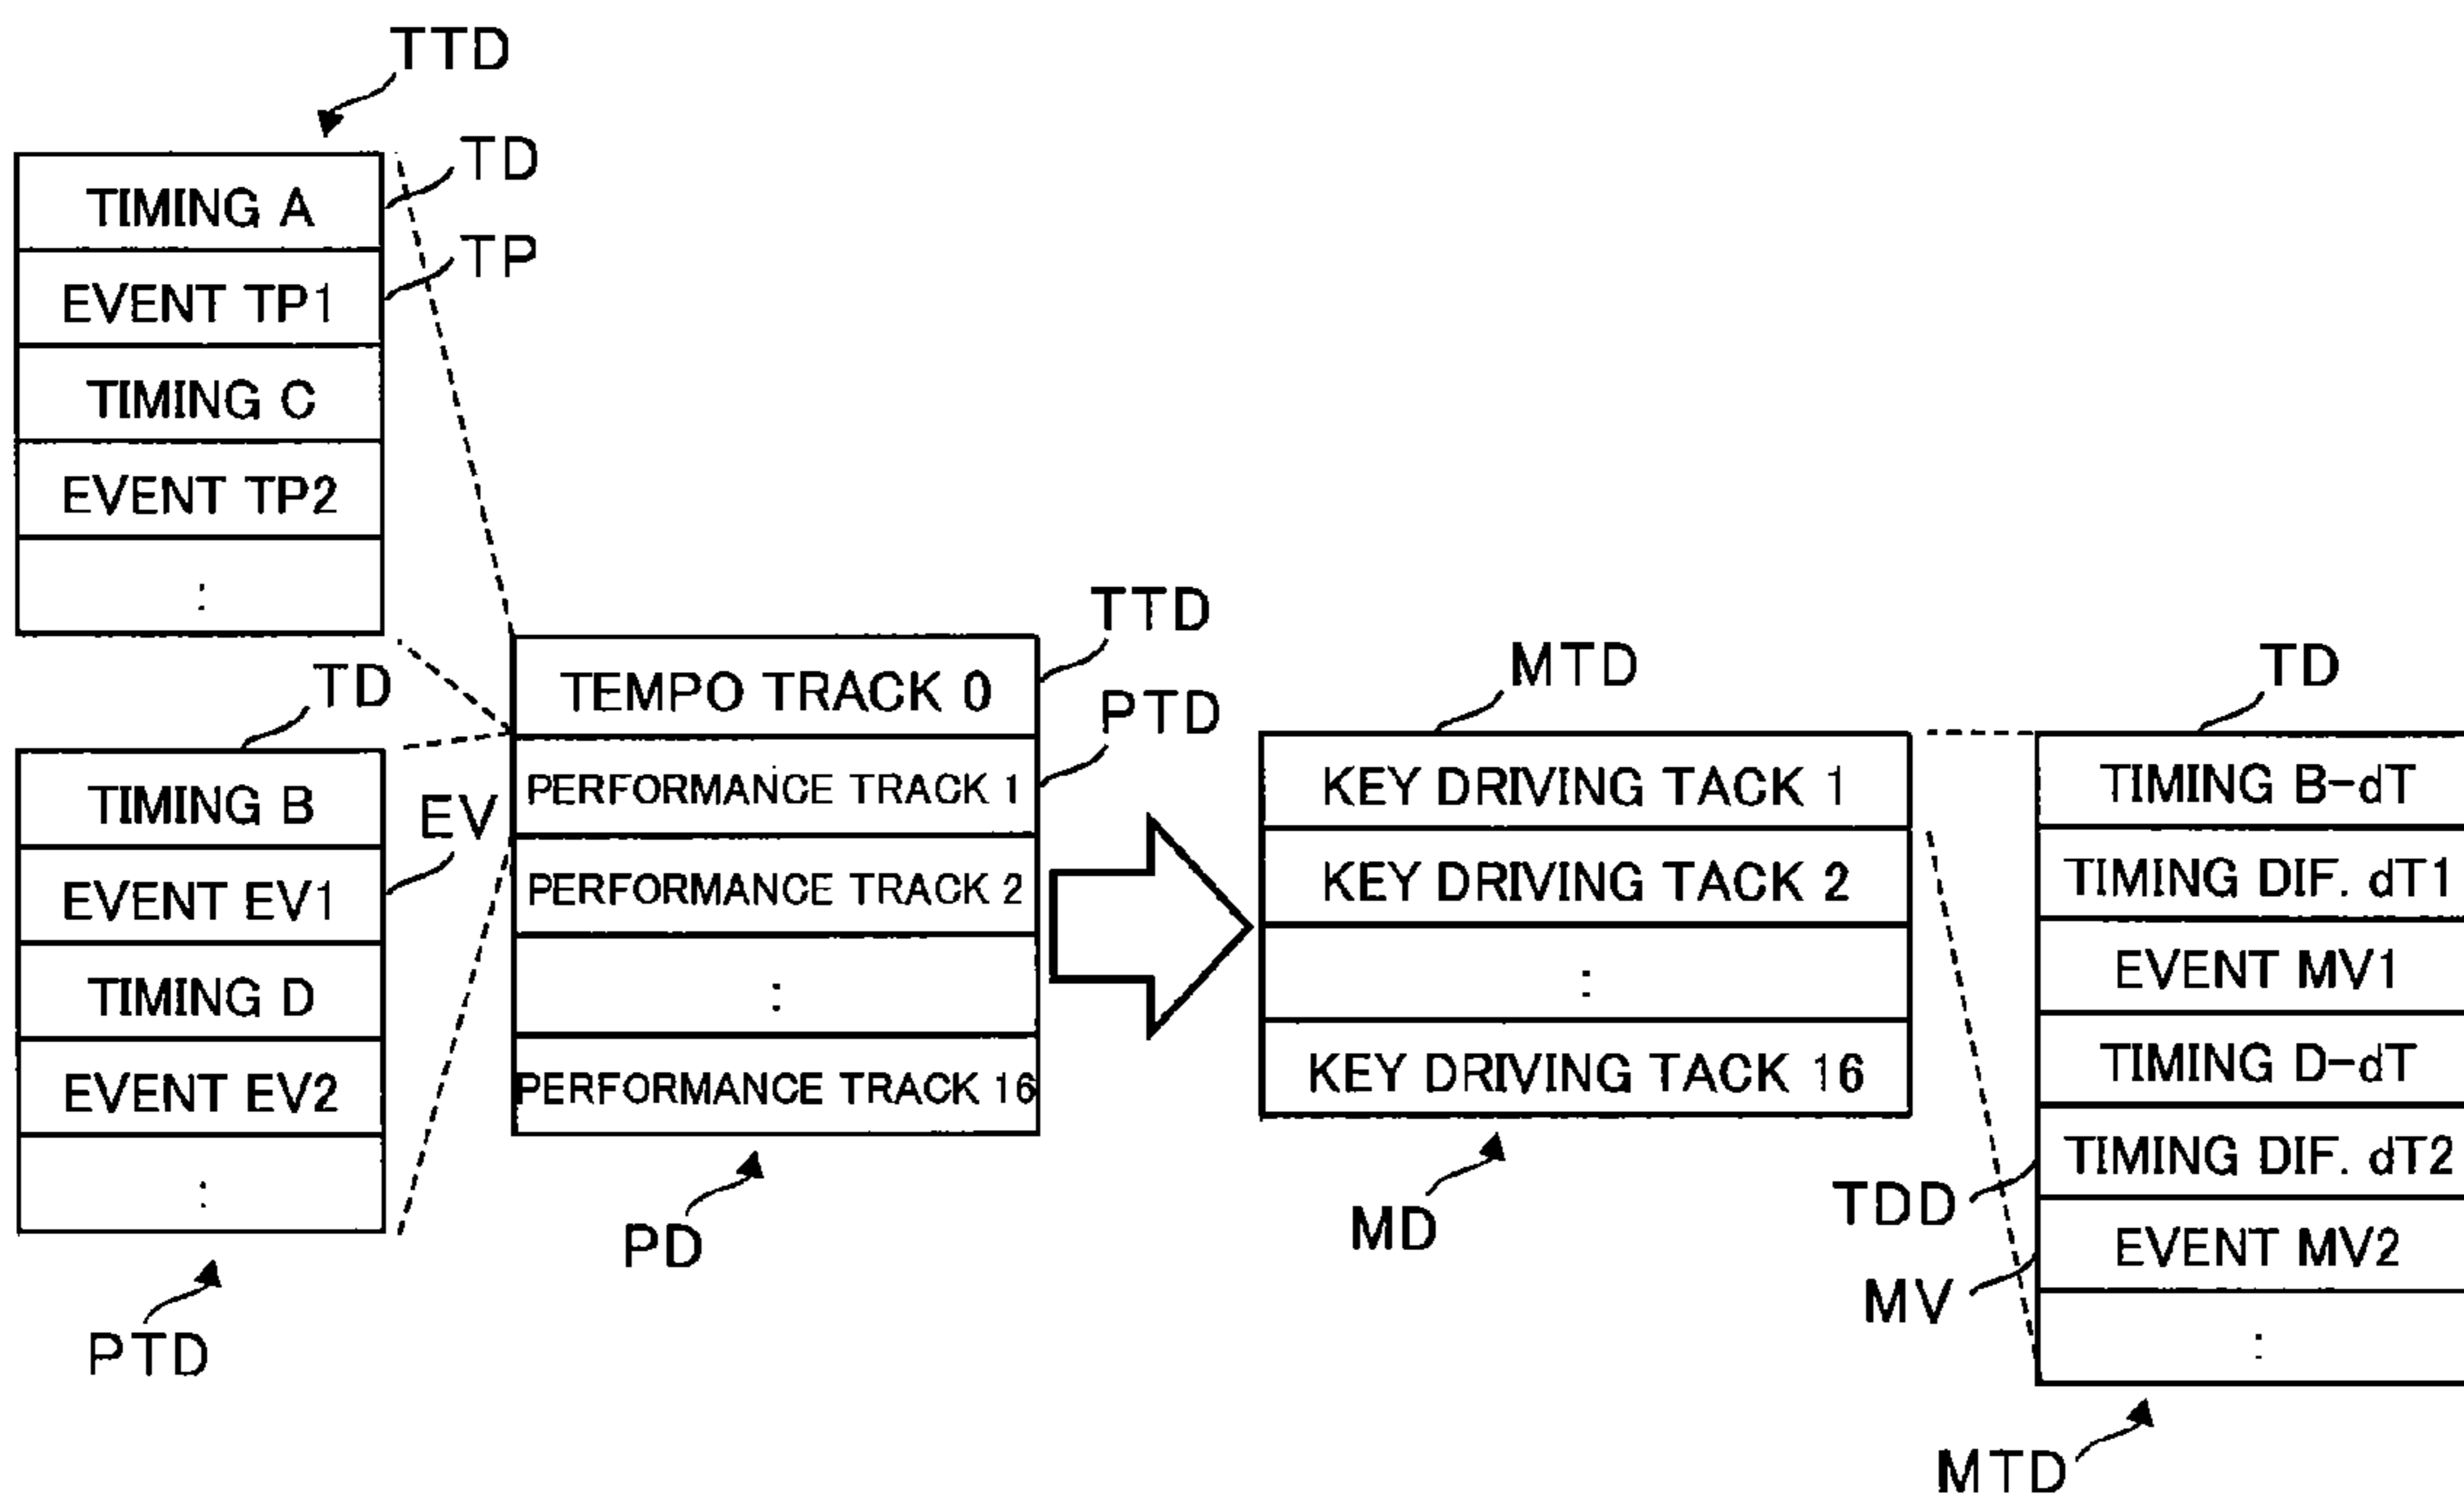 TTD
TD
TIMING A
TP
EVENT TP1
TIMING C
EVENT TP2
:
TD
TIMING B
EV
EVENT EV1
TIMING D
EVENT EV2
:
PTD
TTD
TEMPO TRACK 0
PTD
PERFORMANCE TRACK 1
PERFORMANCE TRACK 2
:
PERFORMANCE TRACK 16
PD
MTD
KEY DRIVING TACK 1
KEY DRIVING TACK 2
:
KEY DRIVING TACK 16
MD
TD
TIMING B-dT
TIMING DIF. dT1
EVENT MV1
TIMING D-dT
TIMING DIF. dT2
TDD
EVENT MV2
MV
:
MTD